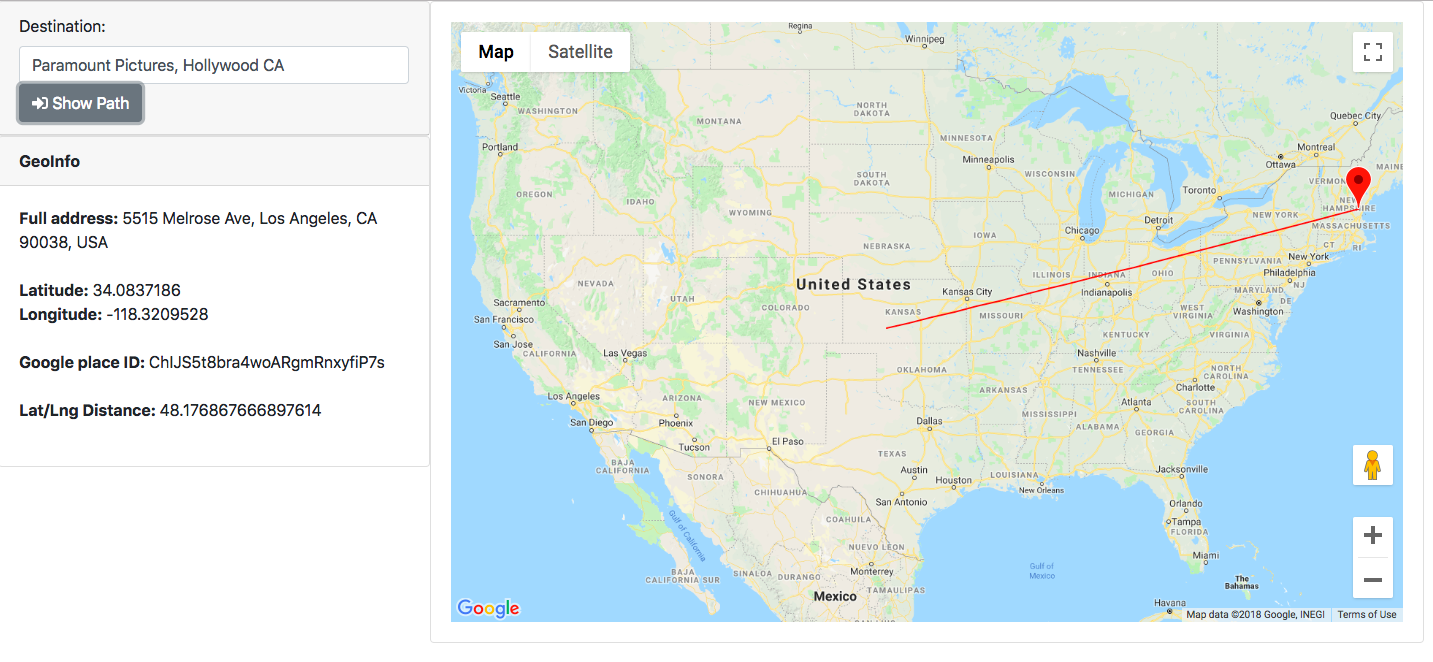 Destination:
Paramount Pictures, Hollywood CA
Show Path
GeoInfo
Full address: 5515 Melrose Ave, Los Angeles, CA
90038, USA
Latitude: 34.0837186
Longitude: -118.3209528
Google place ID: ChIJS5t8bra4woARgmRnxyfiP7s
Lat/Lng Distance: 48.176867666897614
Map Satellite
Regina
Winnipeg
Victoria
Seattle
WASHINGTON
NORTH
DAKOTA
MONTANA
Quebec City
Portland
MINNESOTA
Montreal
Minneapolis
Ottawa
MAINE
WISCONSIN
SOUTH
DAKOTA
VERMONT
OREGON
IDAHO
MICHIGAN
Toronto
NEW
HAMPSHIRE
WYOMING
Detroit
NEW YORK
MASSACHUSETTS
Chicago
IOWA
CT RI
NEBRASKA
New York
PENNSYLVANIA
ILLINOIS
INDIANA
OHIO
Philadelphia
NEVADA
United States
Kansas City
Indianapolis
MARYLAND
NJ
UTAH
DE
Sacramento
COLORADO
KANSAS
MISSOURI
WEST
VIRGINIA
Washington
San Francisco
San Jose
KENTUCKY
VIRGINIA
CALIFORNIA
Las Vegas
Nashville
TENNESSEE
OKLAHOMA
NORTH
CAROLINA
Charlotte
Los Angeles
ARIZONA
NEW MEXICO
ARKANSAS
Atlanta
SOUTH
CAROLINA
MISSISSIPPI
San Diego
Phoenix
Dallas
ALABAMA
GEORGIA
Tucson
El Paso
TEXAS
BAJA
CALIFORNIA
SONORA
Austin
LOUISIANA
Jacksonville
Houston
CHIHUAHUA
New Orleans
San Antonio
Orlando
COAHUILA
Tampa
FLORIDA
Gulf of California
NUEVO LEON
Miami
Gulf of
Mexico
BAJA
CALIFORNIA SUR
SINALOA
DURANGO
Monterrey
The
Bahamas
TAMAULIPAS
Mexico
Havana
Google
Map data ©2018 Google, INEGI Terms of Use